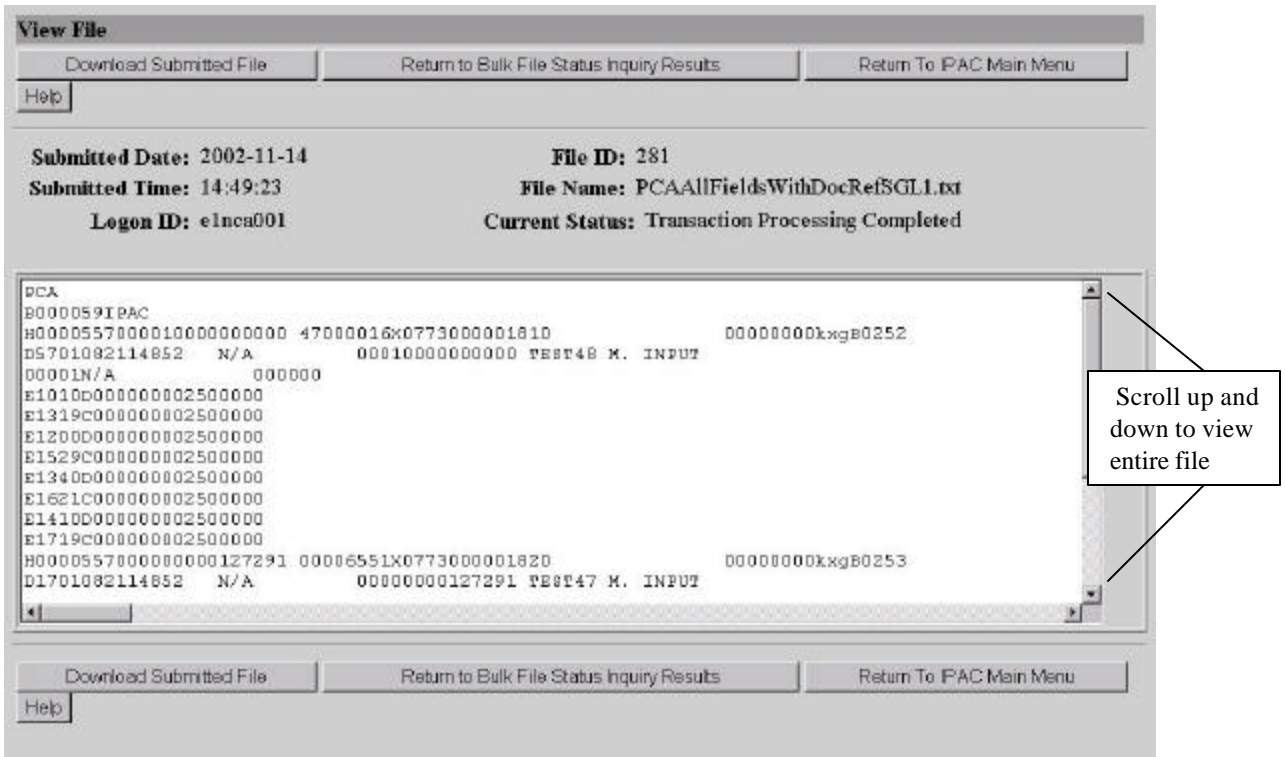 View File
Download Submitted File Return to Bulk File Status Inquiry Results Return To IPAC Main Menu
Help
Submitted Date: 2002-11-14 File ID: 281
Submitted Time: 14:49:23 File Name: PCAAllFieldsWithDocRefSGL1.txt
Logon ID: e1nca001 Current Status: Transaction Processing Completed
PCA
B000059IPAC
H0000557000010000000000 47000016X0773000001810 00000000kxgB0252
D5701082114852 N/A 00010000000000 TEST48 M. INPUT
00001N/A 000000
E1010D000000002500000
E1319C000000002500000
E1200D000000002500000
E1529C000000002500000
E1340D000000002500000
E1621C000000002500000
E1410D000000002500000
E1719C000000002500000
H0000557000000000127291 00006551X0773000001820 00000000kxgB0253
D1701082114852 N/A 00000000127291 TEST47 M. INPUT
Scroll up and
down to view
entire file
Download Submitted File Return to Bulk File Status Inquiry Results Return To IPAC Main Menu
Help